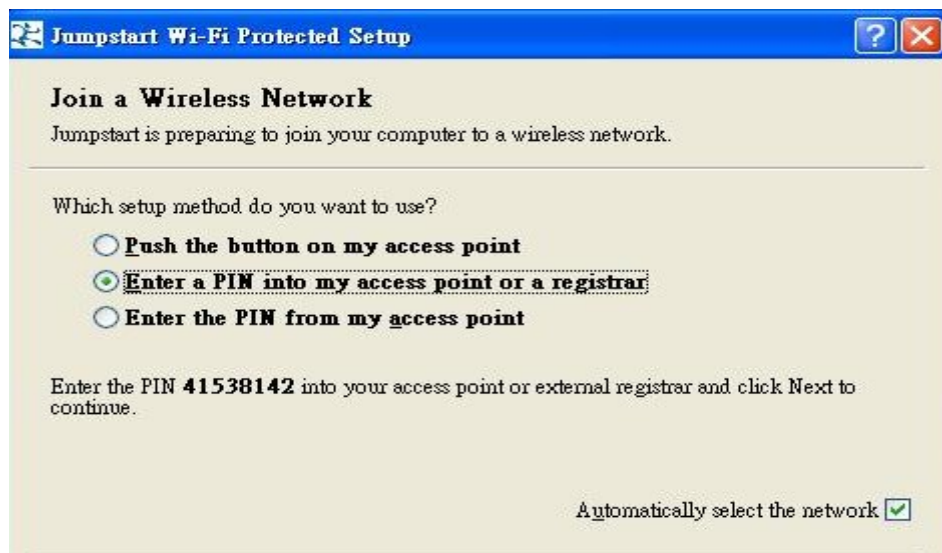 Jumpstart Wi-Fi Protected Setup
Join a Wireless Network
Jumpstart is preparing to join your computer to a wireless network.
Which setup method do you want to use?
Push the button on my access point
Enter a PIN into my access point or a registrar
Enter the PIN from my access point
Enter the PIN 41538142 into your access point or external registrar and click Next to
continue.
Automatically select the network